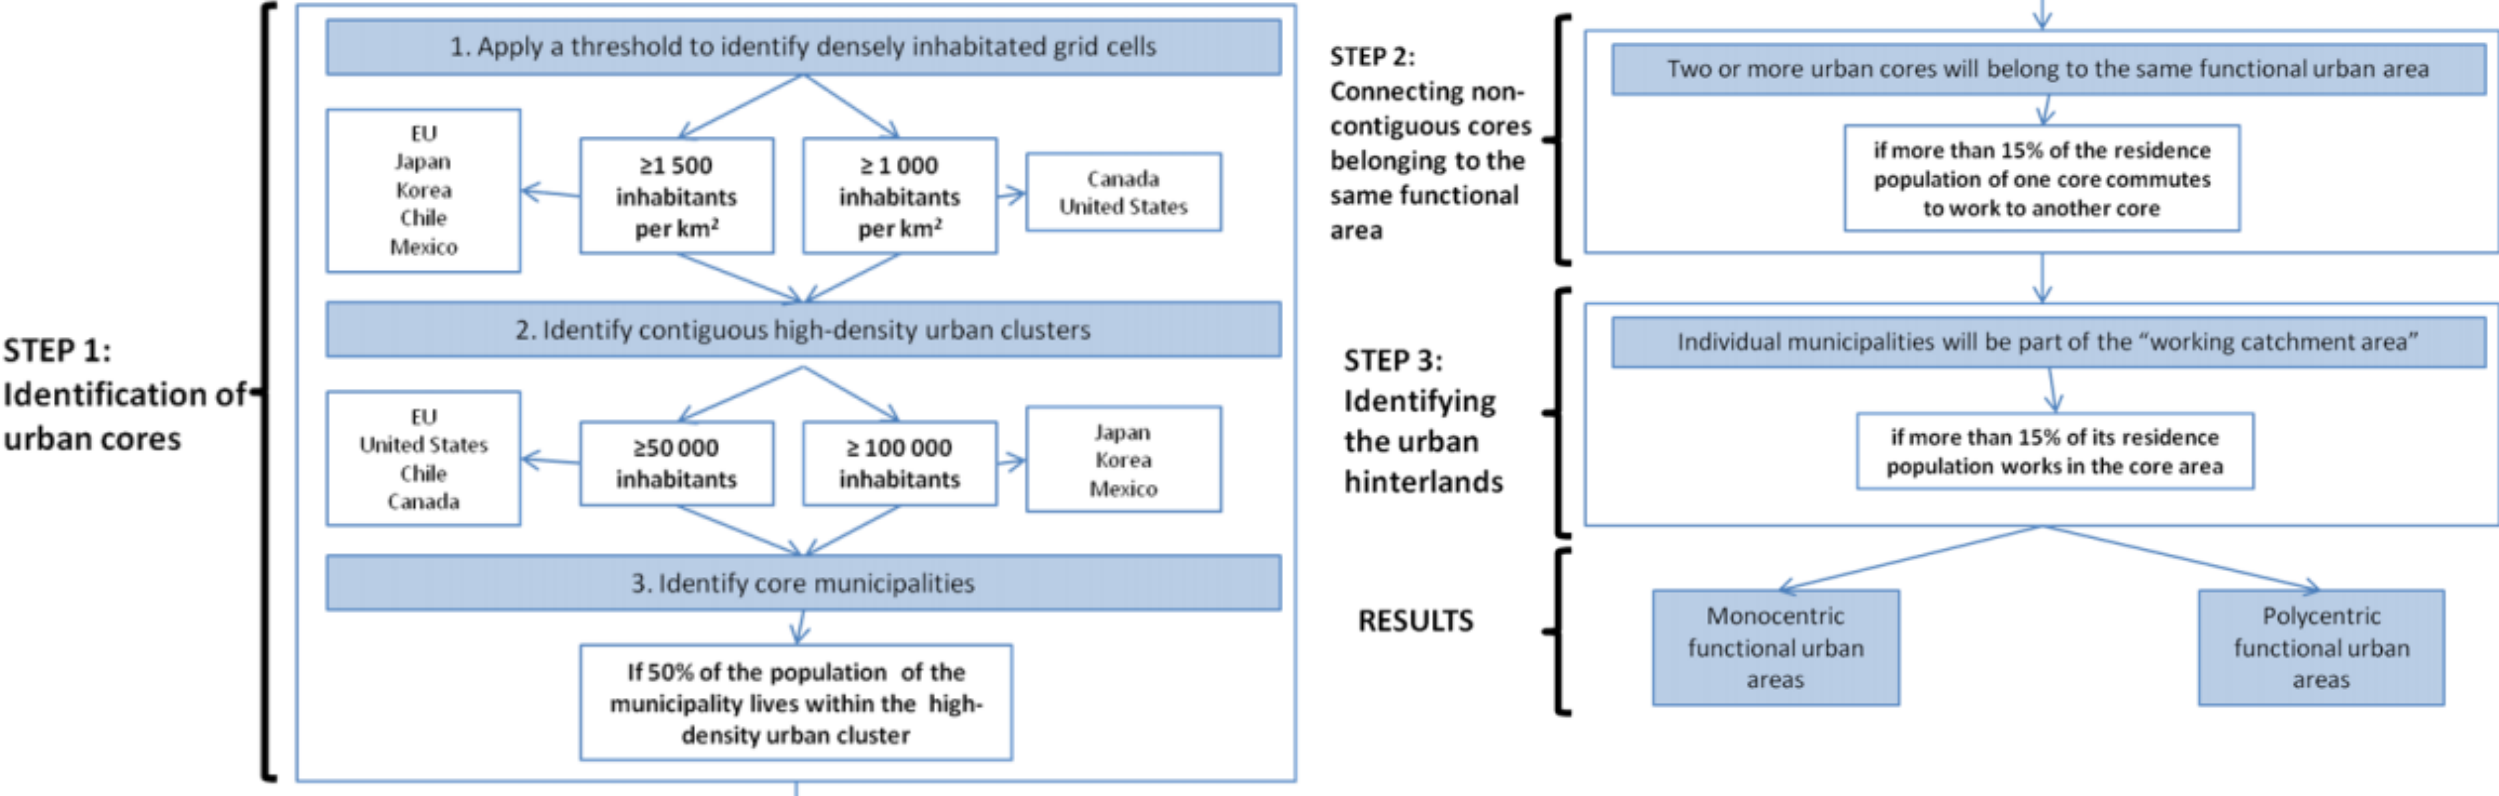 STEP 1:
Identification of
urban cores
1. Apply a threshold to identify densely inhabitated grid cells
EU
Japan
Korea
Chile
Mexico
≥1 500
inhabitants
per km²
≥ 1 000
inhabitants
per km²
Canada
United States
2. Identify contiguous high-density urban clusters
EU
United States
Chile
Canada
≥50 000
inhabitants
≥ 100 000
inhabitants
Japan
Korea
Mexico
3. Identify core municipalities
If 50% of the population of the
municipality lives within the high-
density urban cluster
STEP 2:
Connecting non-
contiguous cores
belonging to the
same functional
area
Two or more urban cores will belong to the same functional urban area
if more than 15% of the residence
population of one core commutes
to work to another core
STEP 3:
Identifying
the urban
hinterlands
Individual municipalities will be part of the “working catchment area”
if more than 15% of its residence
population works in the core area
RESULTS
Monocentric
functional urban
areas
Polycentric
functional urban
areas